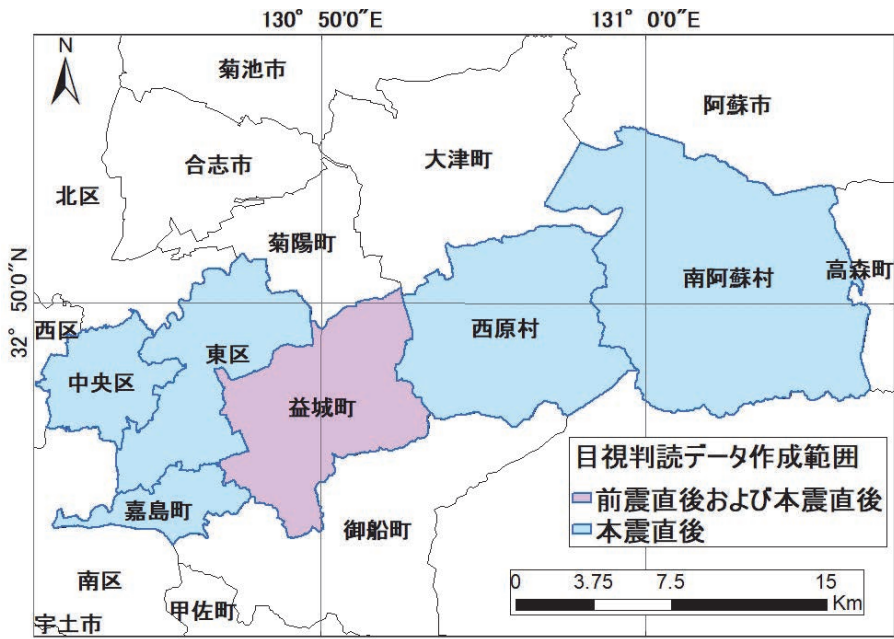 130° 50'0"E
131° 0'0"E
N
菊池市
阿蘇市
合志市
大津町
北区
菊陽町
高森町
南阿蘇村
32° 50'0"N
西区
東区
西原村
中央区
益城町
目視判読データ作成範囲
前震直後および本震直後
本震直後
嘉島町
御船町
南区
甲佐町
宇土市
0 3.75 7.5 15
Km